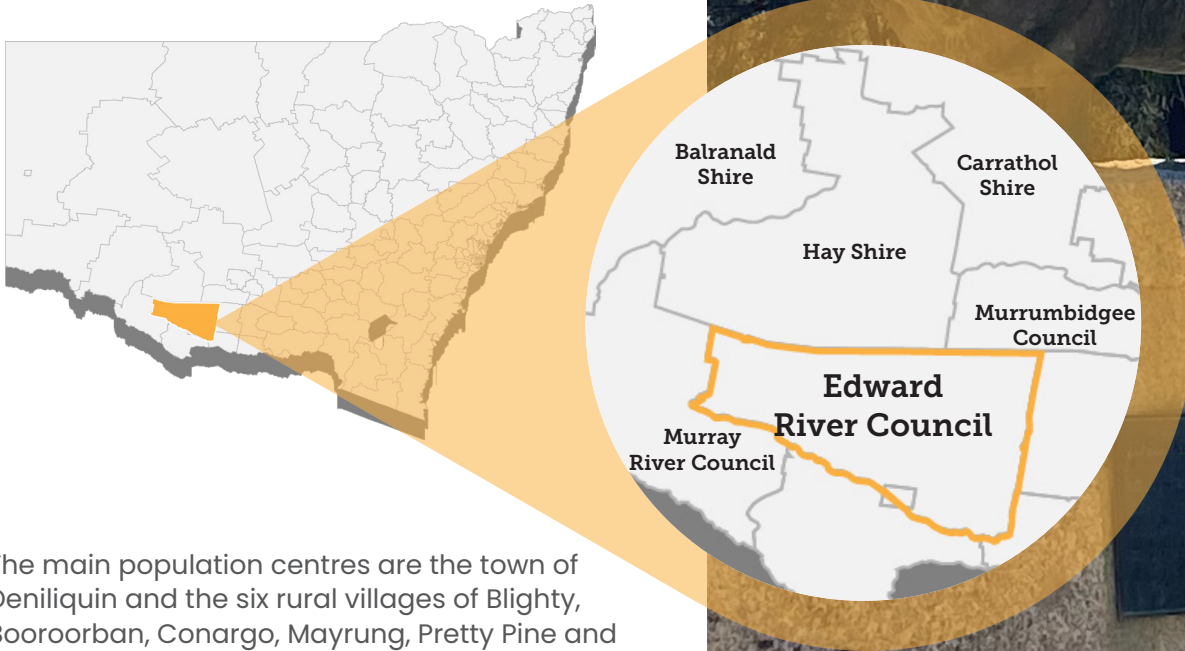 Balranald
Shire
Carrathol
Shire
Hay Shire
Murrumbidgee
Council
Edward
River Council
Murray
River Council
he main population centres are the town of
Deniliquin and the six rural villages of Blighty,
Booroorban, Conargo, Mayrung, Pretty Pine and